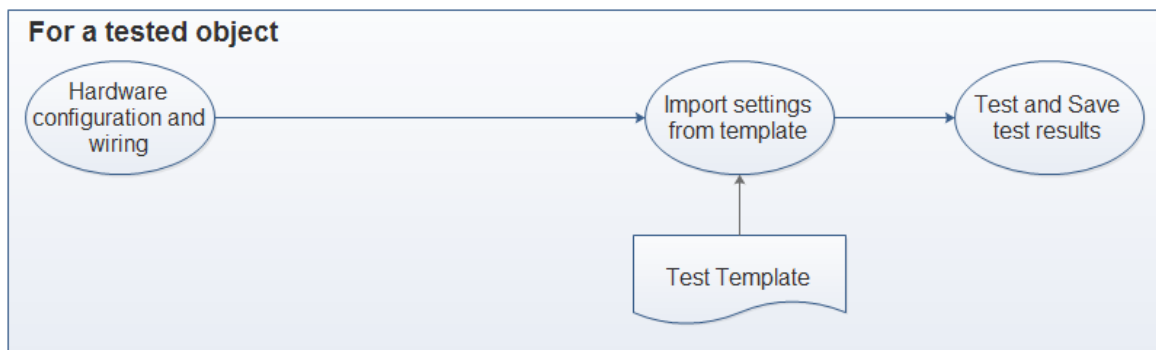 For a tested object
Hardware
configuration and
wiring
Import settings
from template
Test and Save
test results
Test Template